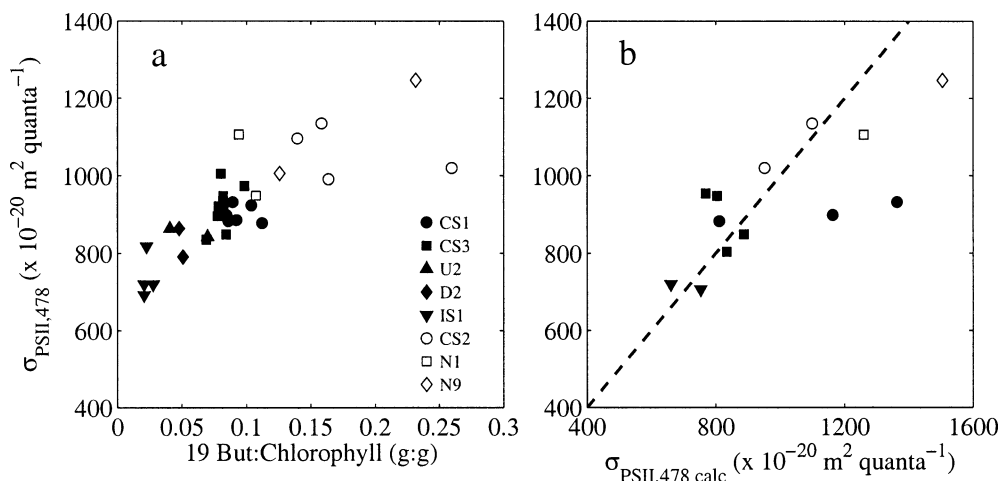 a
1400
1200
1000
800
600
400
0
0.05
0.1
0.15
0.2
0.25
0.3
σPSII,478 (x 10⁻²⁰ m² quanta⁻¹)
19 But:Chlorophyll (g:g)
CS1
CS3
U2
D2
IS1
CS2
N1
N9
b
1400
1200
1000
800
600
400
400
800
1200
1600
σPSII,478 calc (x 10⁻²⁰ m² quanta⁻¹)